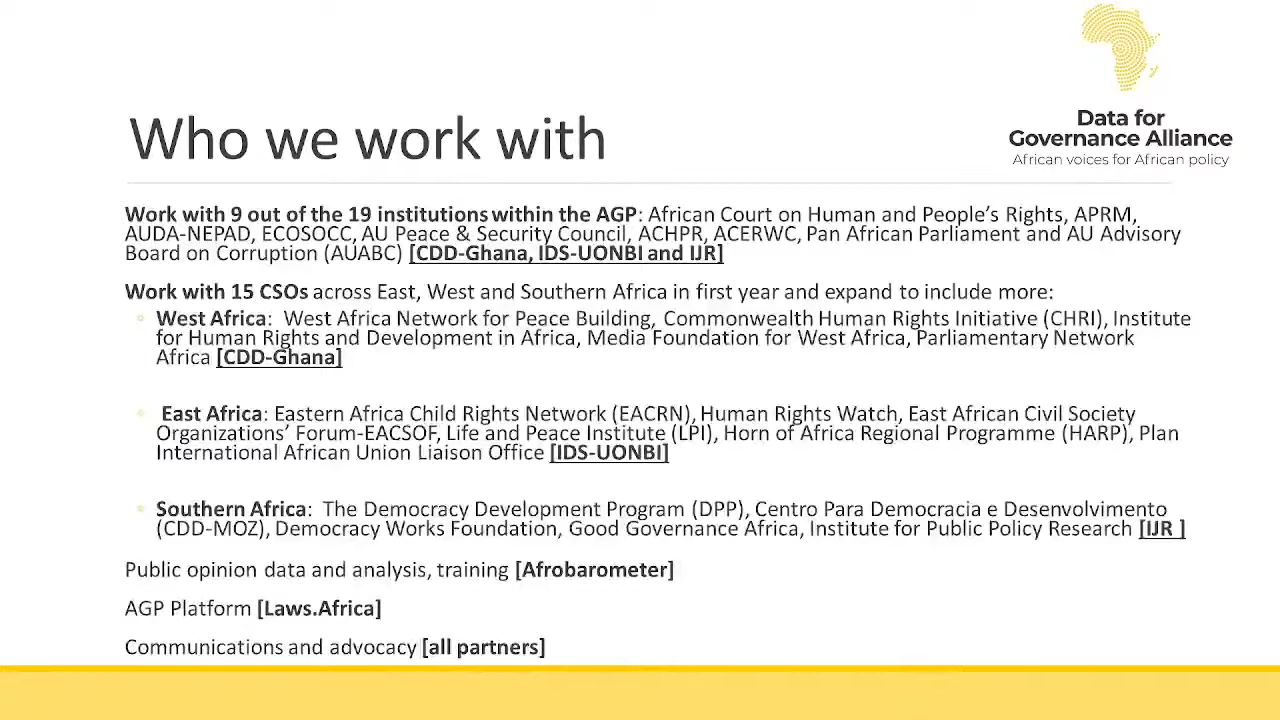 Data for
Governance Alliance
African voices for African policy
Who we work with
Work with 9 out of the 19 institutions within the AGP: African Court on Human and People’s Rights, APRM,
AUDA-NEPAD, ECOSOCC, AU Peace & Security Council, ACHPR, ACERWC, Pan African Parliament and AU Advisory
Board on Corruption (AUABC) [CDD-Ghana, IDS-UONBI and IJR]
Work with 15 CSOs across East, West and Southern Africa in first year and expand to include more:
West Africa: West Africa Network for Peace Building, Commonwealth Human Rights Initiative (CHRI), Institute
for Human Rights and Development in Africa, Media Foundation for West Africa, Parliamentary Network
Africa [CDD-Ghana]
East Africa: Eastern Africa Child Rights Network (EACRN), Human Rights Watch, East African Civil Society
Organizations’ Forum-EACSOF, Life and Peace Institute (LPI), Horn of Africa Regional Programme (HARP), Plan
International African Union Liaison Office [IDS-UONBI]
Southern Africa: The Democracy Development Program (DPP), Centro Para Democracia e Desenvolvimento
(CDD-MOZ), Democracy Works Foundation, Good Governance Africa, Institute for Public Policy Research [IJR ]
Public opinion data and analysis, training [Afrobarometer]
AGP Platform [Laws.Africa]
Communications and advocacy [all partners]